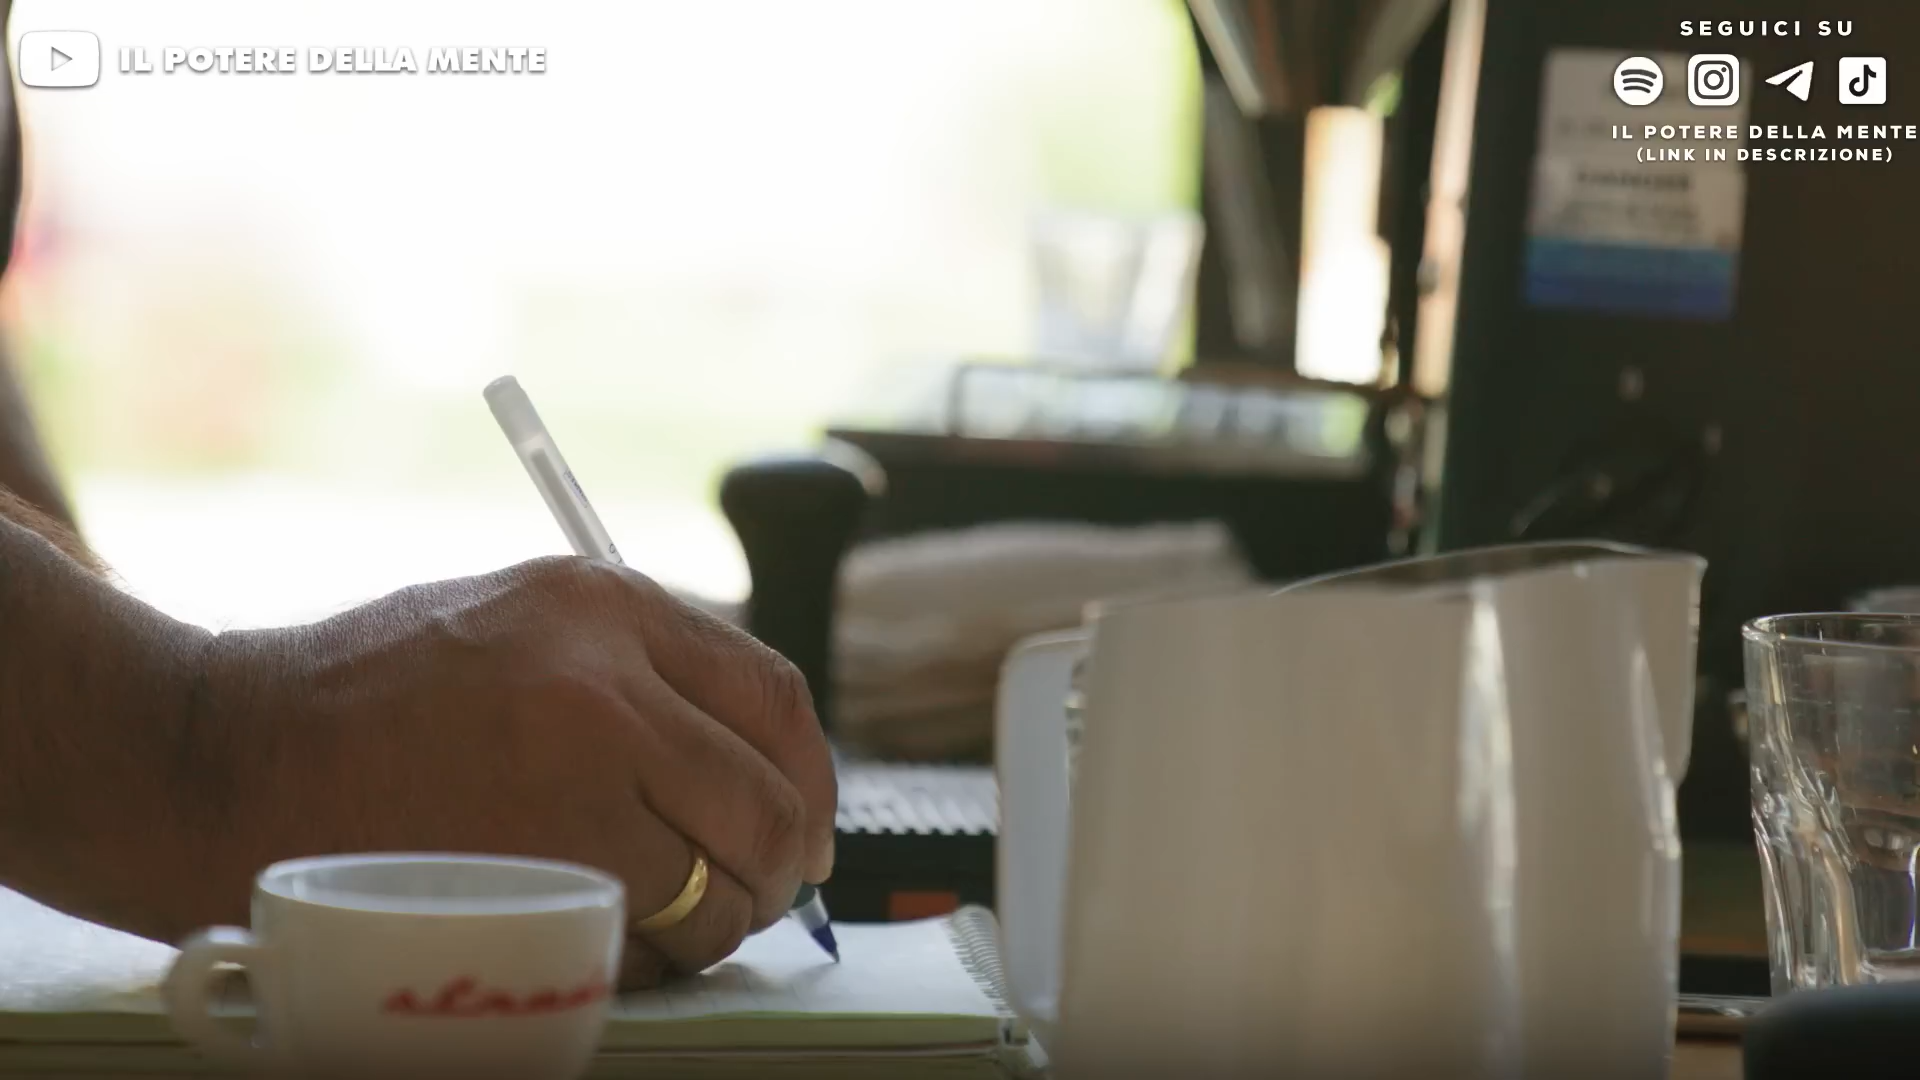 IL POTERE DELLA MENTE
SEGUICI SU
IL POTERE DELLA MENTE
(LINK IN DESCRIZIONE)